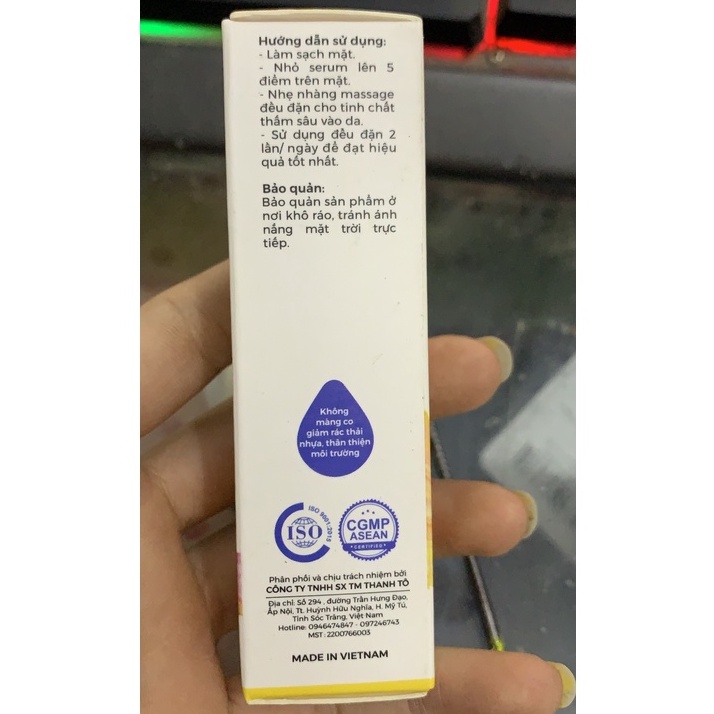 Hướng dẫn sử dụng:
- Làm sạch mặt.
- Nhỏ serum lên 5
điểm trên mặt.
- Nhẹ nhàng massage
đều đặn cho tinh chất
thấm sâu vào da.
- Sử dụng đều đặn 2
lần/ ngày để đạt hiệu
quả tốt nhất.
Bảo quản:
Bảo quản sản phẩm ở
nơi khô ráo, tránh ánh
nắng mặt trời trực
tiếp.
Không
màng co
giảm rác thải
nhựa, thân thiện
môi trường
ISO 9001:2015
ISO
CGMP
ASEAN
CERTIFIED
Phân phối và chịu trách nhiệm bởi
CÔNG TY TNHH SX TM THANH TÔ
Địa chỉ: Số 294 , đường Trần Hưng Đạo,
Ấp Nội, Tt. Huỳnh Hữu Nghĩa, H. Mỹ Tú,
Tỉnh Sóc Trăng, Việt Nam
Hotline: 0946474847 - 097246743
MST : 2200766003
MADE IN VIETNAM